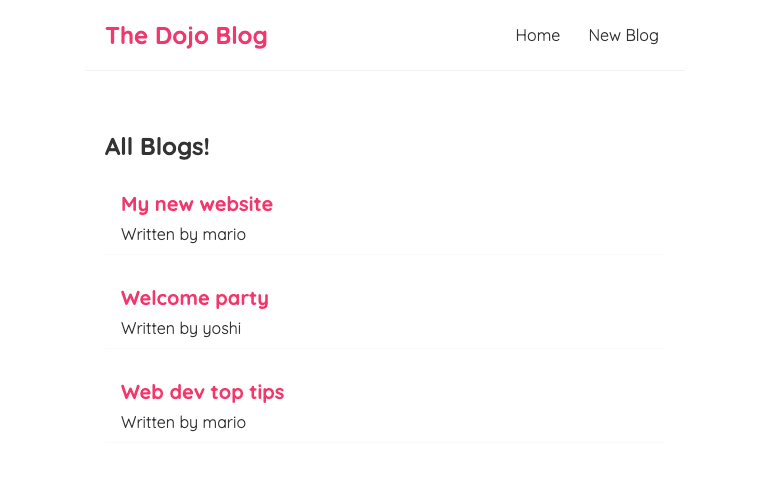 The Dojo Blog
Home New Blog
All Blogs!
My new website
Written by mario
Welcome party
Written by yoshi
Web dev top tips
Written by mario